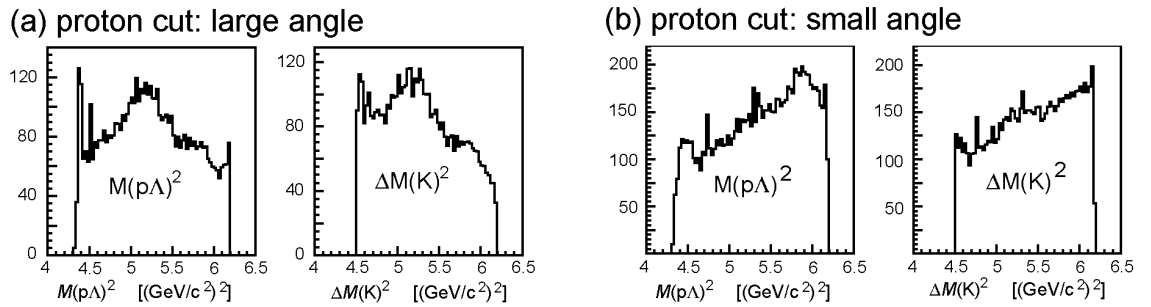 (a) proton cut: large angle
120
80
40
0
M(pΛ)²
4 4.5 5 5.5 6 6.5
M(pΛ)² [(GeV/c²)²]
120
80
40
0
ΔM(K)²
4 4.5 5 5.5 6 6.5
ΔM(K)² [(GeV/c²)²]
(b) proton cut: small angle
200
150
100
50
M(pΛ)²
4 4.5 5 5.5 6 6.5
M(pΛ)² [(GeV/c²)²]
200
150
100
50
ΔM(K)²
4 4.5 5 5.5 6 6.5
ΔM(K)² [(GeV/c²)²]